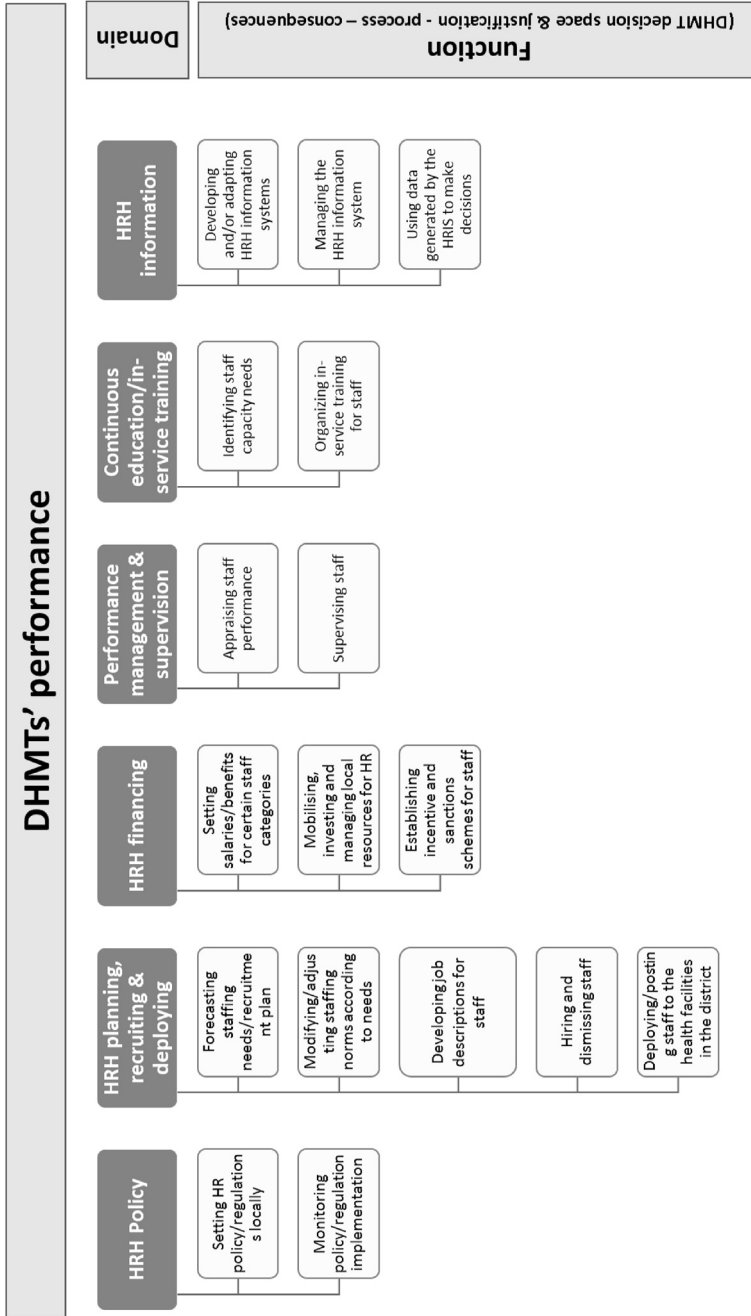 DHMTs' performance
Domain
Function
(DHMT decision space & justification - process – consequences)
HRH Policy
Setting HR
policy/regulation
s locally
Monitoring
policy/regulation
implementation
HRH planning,
recruiting &
deploying
Forecasting
staffing
needs/recruitme
nt plan
Modifying/adjus
ting staffing
norms according
to needs
Developing job
descriptions for
staff
Hiring and
dismissing staff
Deploying/postin
g staff to the
health facilities
in the district
HRH financing
Setting
salaries/benefits
for certain staff
categories
Mobilising,
investing and
managing local
resources for HR
Establishing
incentive and
sanctions
schemes for staff
Performance
management &
supervision
Appraising staff
performance
Supervising staff
Continuous
education/in-
service training
Identifying staff
capacity needs
Organizing in-
service training
for staff
HRH
information
Developing
and/or adapting
HRH information
systems
Managing the
HRH information
system
Using data
generated by the
HRIS to make
decisions